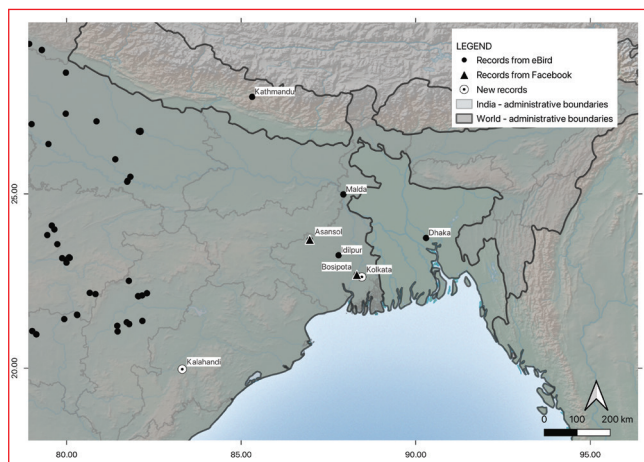 LEGEND
Records from eBird
Records from Facebook
New records
India - administrative boundaries
World - administrative boundaries
Kathmandu
25.00
Malda
Asansol
Dhaka
Idilpur
Bosipota
Kolkata
20.00
Kalahandi
0 100 200 km
80.00 85.00 90.00 95.00